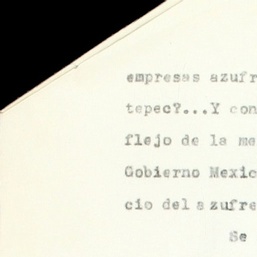 empresas azufr
tepec?...Y con
flejo de la me
Gobierno Mexic
cio del azufre
Se